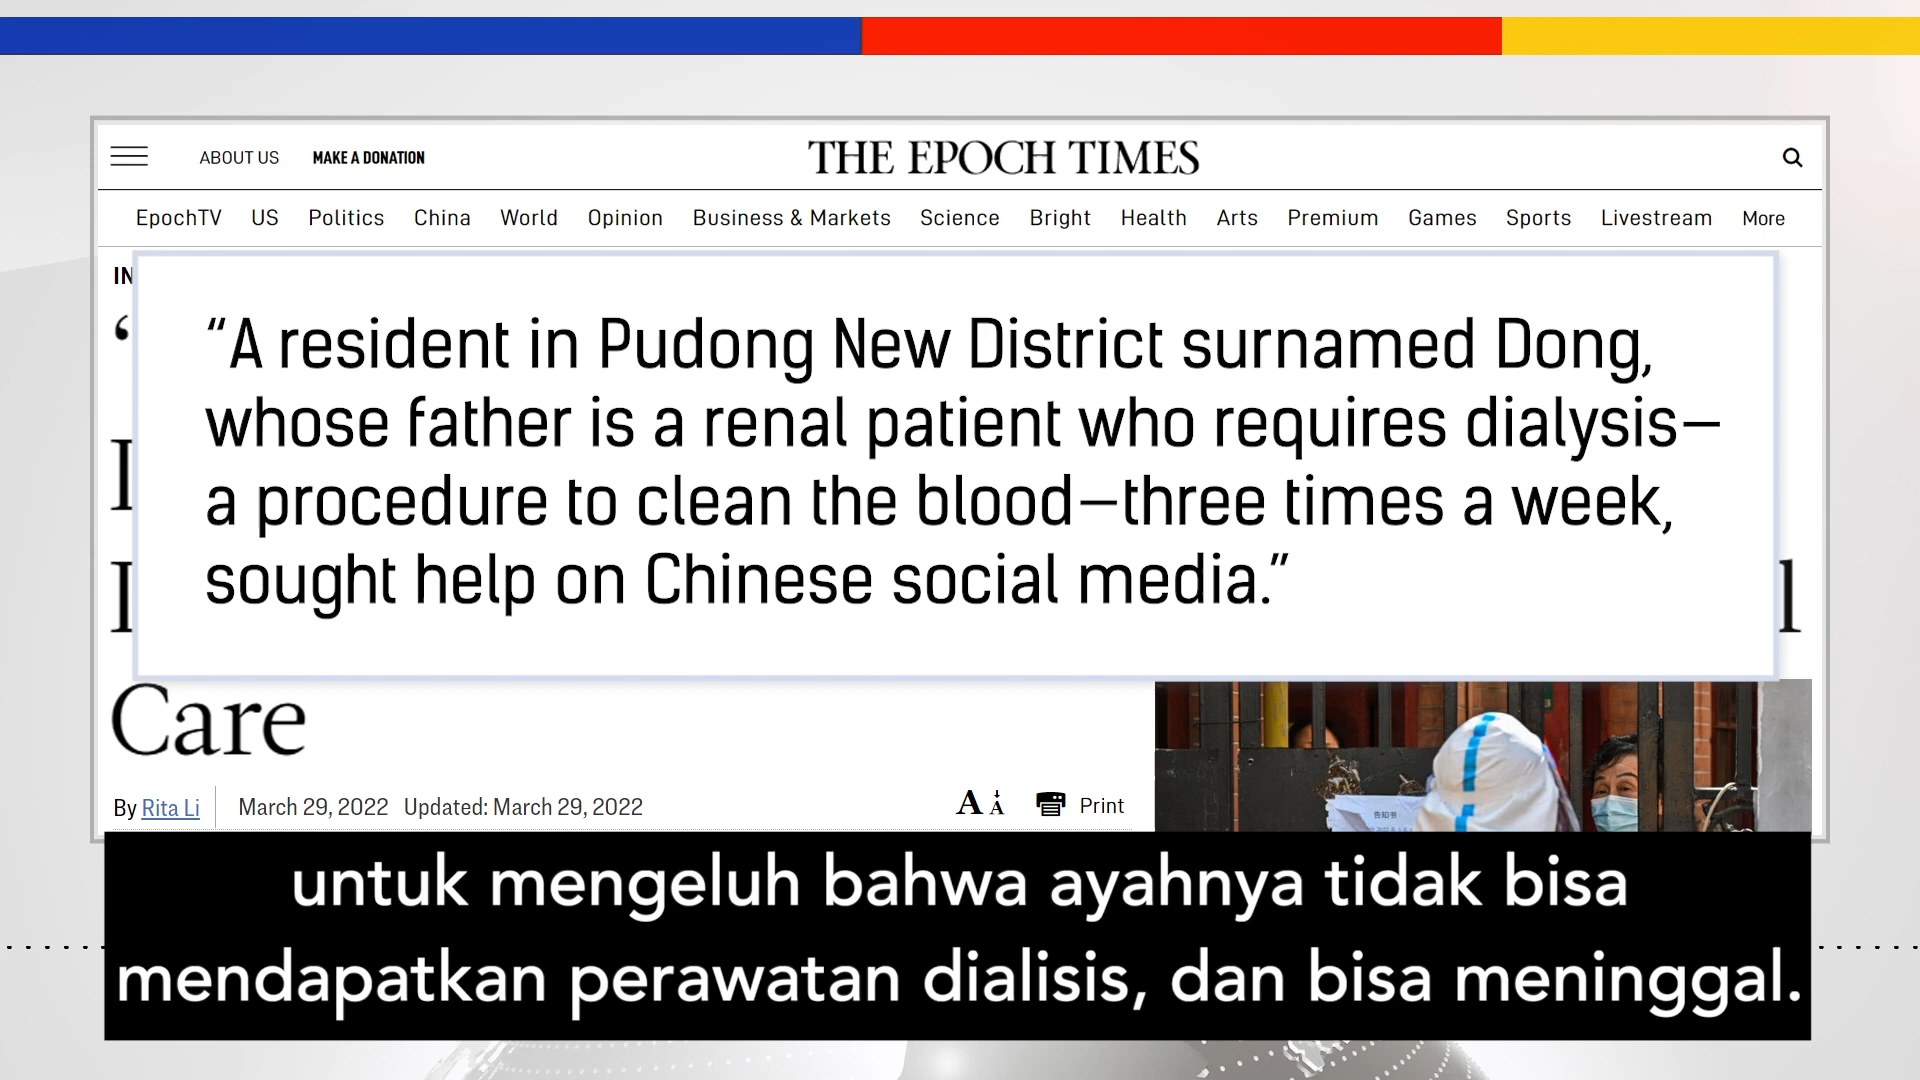 ABOUT US MAKE A DONATION THE EPOCH TIMES
EpochTV US Politics China World Opinion Business & Markets Science Bright Health Arts Premium Games Sports Livestream More
“A resident in Pudong New District surnamed Dong,
whose father is a renal patient who requires dialysis—
a procedure to clean the blood—three times a week,
sought help on Chinese social media.”
Care
By Rita Li March 29, 2022 Updated: March 29, 2022 A A Print
告知书
untuk mengeluh bahwa ayahnya tidak bisa
mendapatkan perawatan dialisis, dan bisa meninggal.